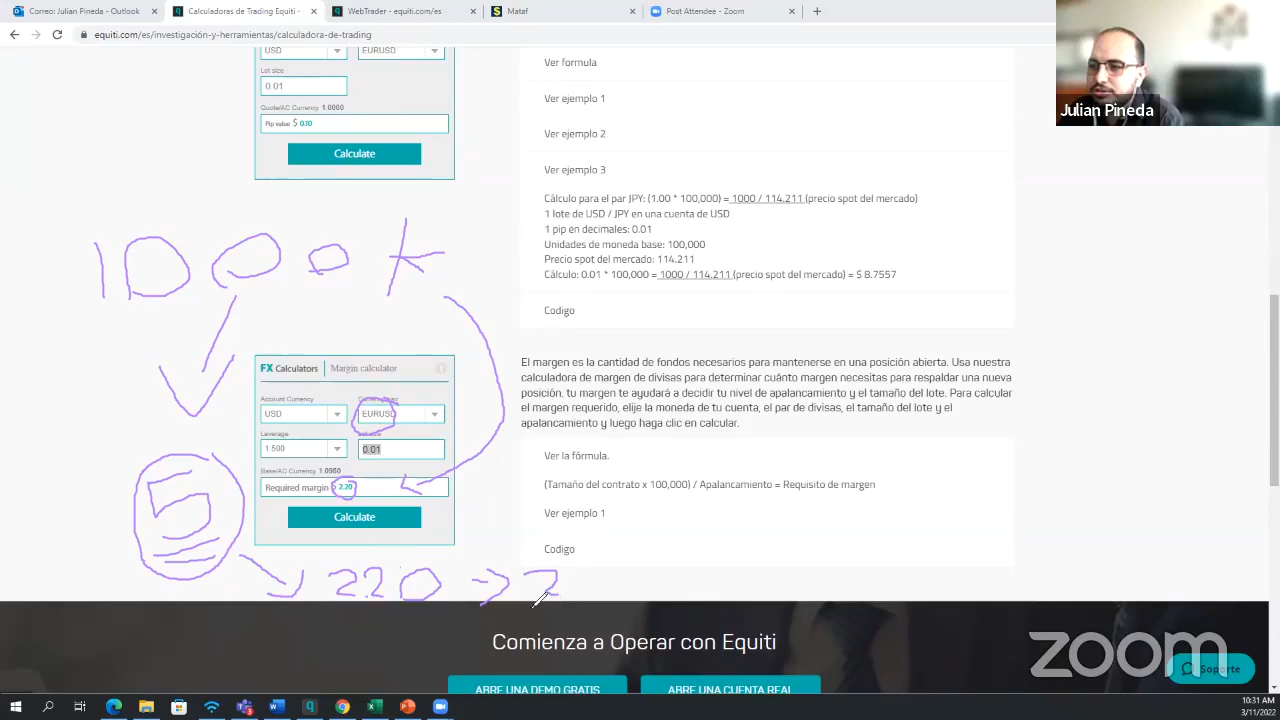 Correo: Julian Pineda - Outlook
Calculadoras de Trading Equiti -
WebTrader - equiti.com/es
Mataf
Post Attendee - Zoom
equiti.com/es/investigación-y-herramientas/calculadora-de-trading
Julian Pineda
USD
EURUSD
Lot size
0.01
Quote/AC Currency 1.0000
Pip value $ 0.10
Calculate
Ver formula
Ver ejemplo 1
Ver ejemplo 2
Ver ejemplo 3
Cálculo para el par JPY: (1.00 * 100,000) = 1000 / 114.211 (precio spot del mercado)
1 lote de USD / JPY en una cuenta de USD
1 pip en decimales: 0.01
Unidades de moneda base: 100,000
Precio spot del mercado: 114.211
Cálculo: 0.01 * 100,000 = 1000 / 114.211 (precio spot del mercado) = $ 8.7557
Codigo
1000k
FX Calculators | Margin calculator
Account Currency
USD
EURUSD
Leverage
1:500
Lot size
0.01
Base/AC Currency 1.0980
Required margin 2.20
Calculate
5
220 → 2
El margen es la cantidad de fondos necesarios para mantenerse en una posición abierta. Usa nuestra
calculadora de margen de divisas para determinar cuánto margen necesitas para respaldar una nueva
posición, tu margen te ayudará a decidir tu nivel de apalancamiento y el tamaño del lote. Para calcular
el margen requerido, elije la moneda de tu cuenta, el par de divisas, el tamaño del lote y el
apalancamiento y luego haga clic en calcular.
Ver la fórmula.
(Tamaño del contrato x 100,000) / Apalancamiento = Requisito de margen
Ver ejemplo 1
Codigo
Comienza a Operar con Equiti
ABRE UNA DEMO GRATIS
ABRE UNA CUENTA REAL
zoom
Soporte
10:31 AM
3/11/2022